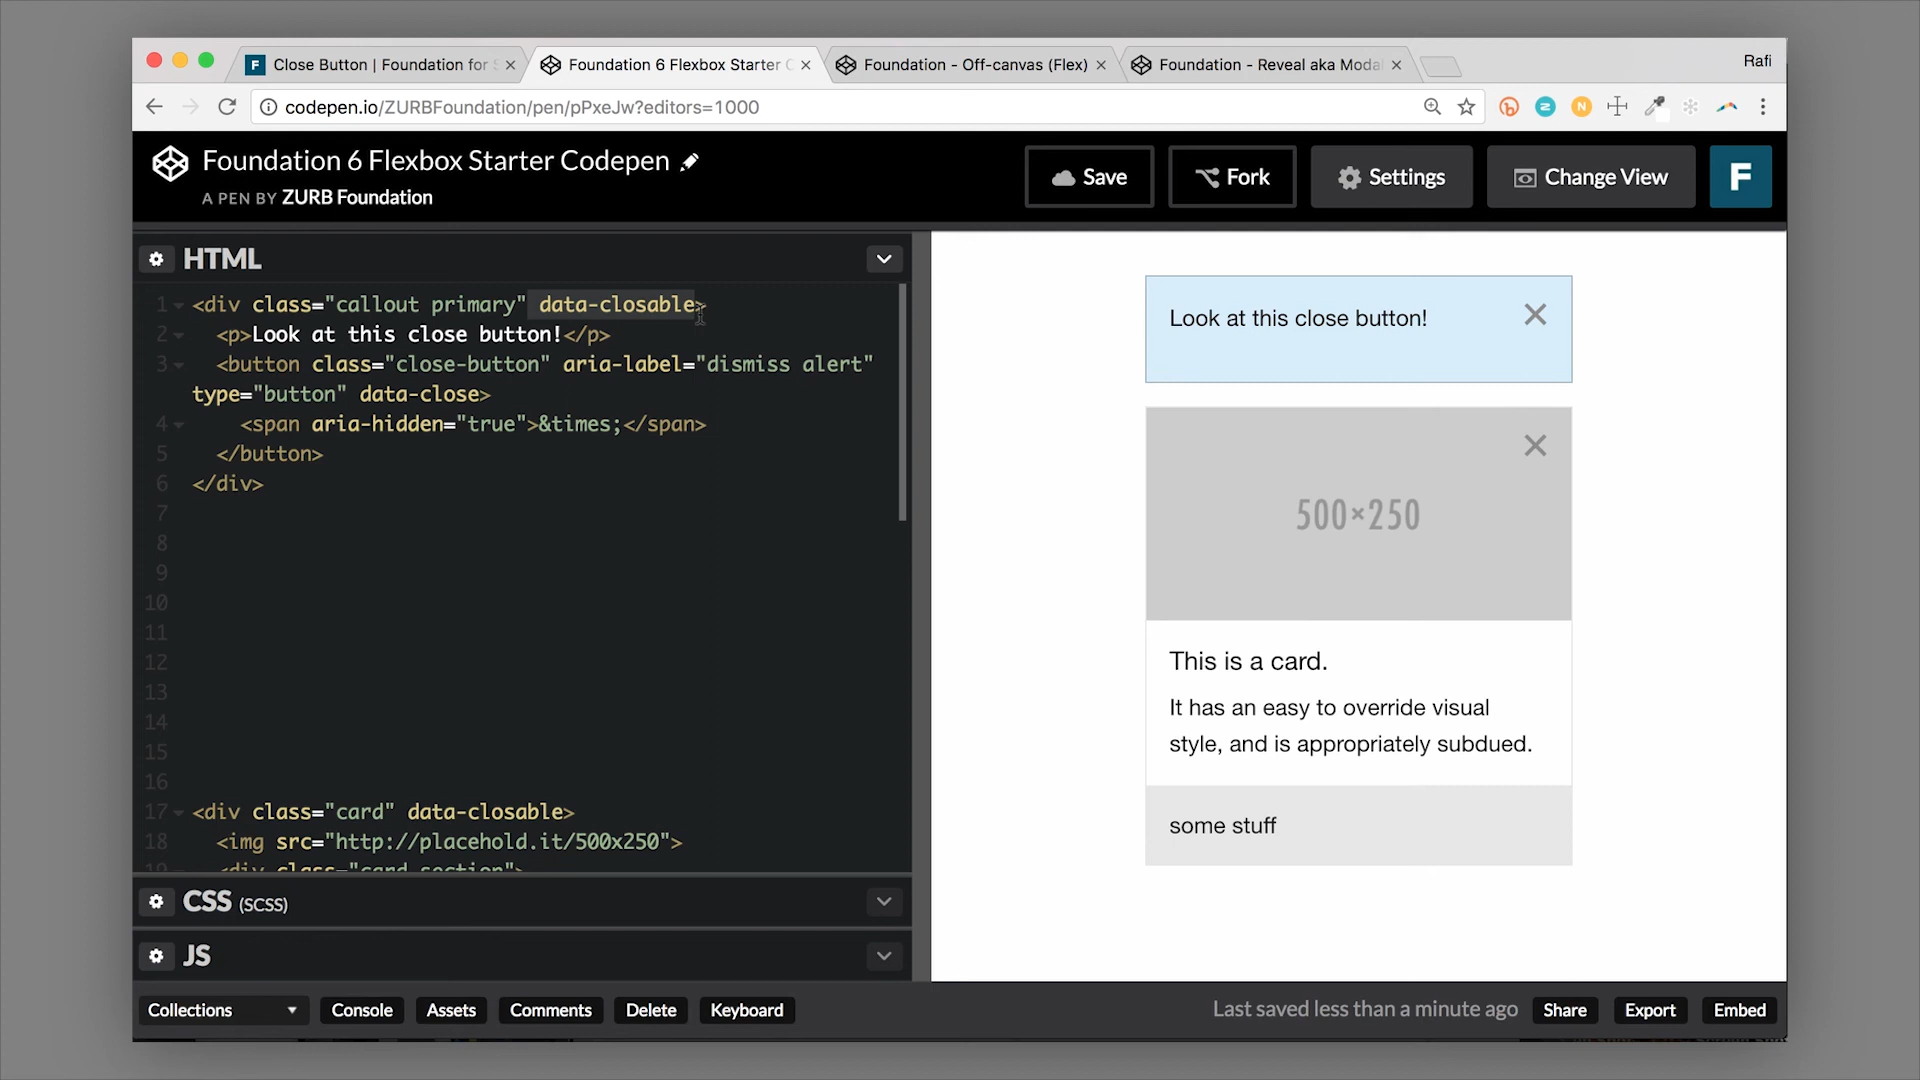 Close Button | Foundation for S
Foundation 6 Flexbox Starter C
Foundation - Off-canvas (Flex)
Foundation - Reveal aka Moda
Rafi
codepen.io/ZURBFoundation/pen/pPxeJw?editors=1000
Foundation 6 Flexbox Starter Codepen
A PEN BY ZURB Foundation
Save
Fork
Settings
Change View
F
HTML
1 <div class="callout primary" data-closable>
2 <p>Look at this close button!</p>
3 <button class="close-button" aria-label="dismiss alert"
type="button" data-close>
4 <span aria-hidden="true">&times;</span>
5 </button>
6 </div>
7
8
9
10
11
12
13
14
15
16
17 <div class="card" data-closable>
18 <img src="http://placehold.it/500x250">
19 <div class="card-section">
CSS (SCSS)
JS
Look at this close button!
500×250
This is a card.
It has an easy to override visual
style, and is appropriately subdued.
some stuff
Collections
Console
Assets
Comments
Delete
Keyboard
Last saved less than a minute ago
Share
Export
Embed